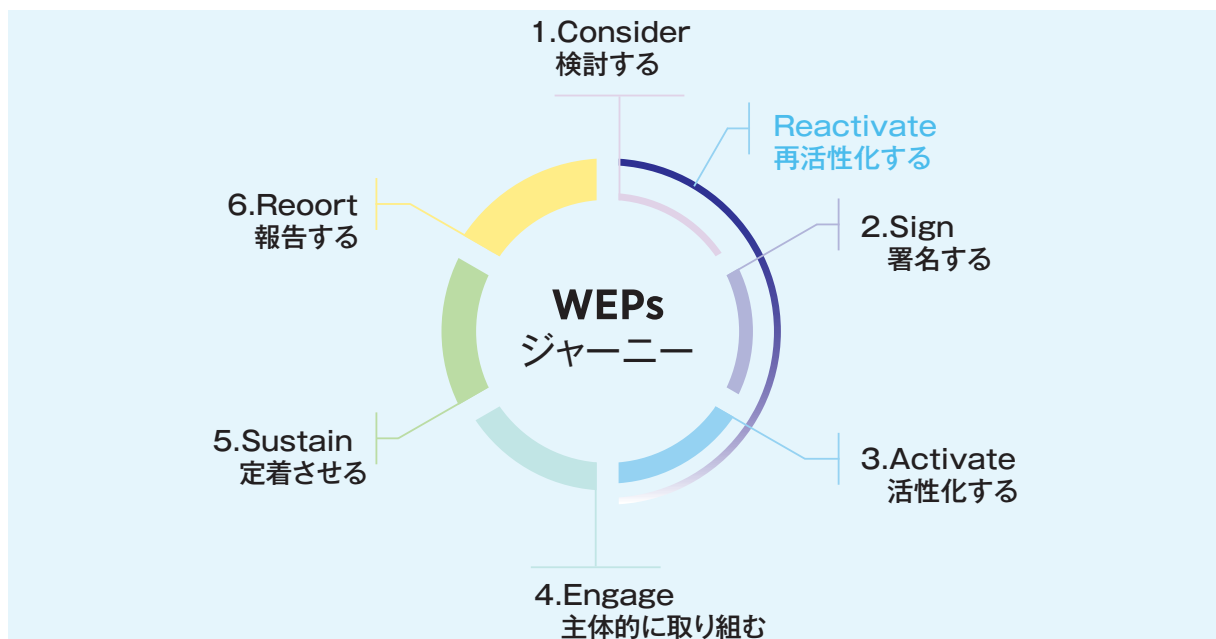 1.Consider
検討する
Reactivate
再活性化する
2.Sign
署名する
3.Activate
活性化する
4.Engage
主体的に取り組む
5.Sustain
定着させる
6.Reoort
報告する
WEPs
ジャーニー